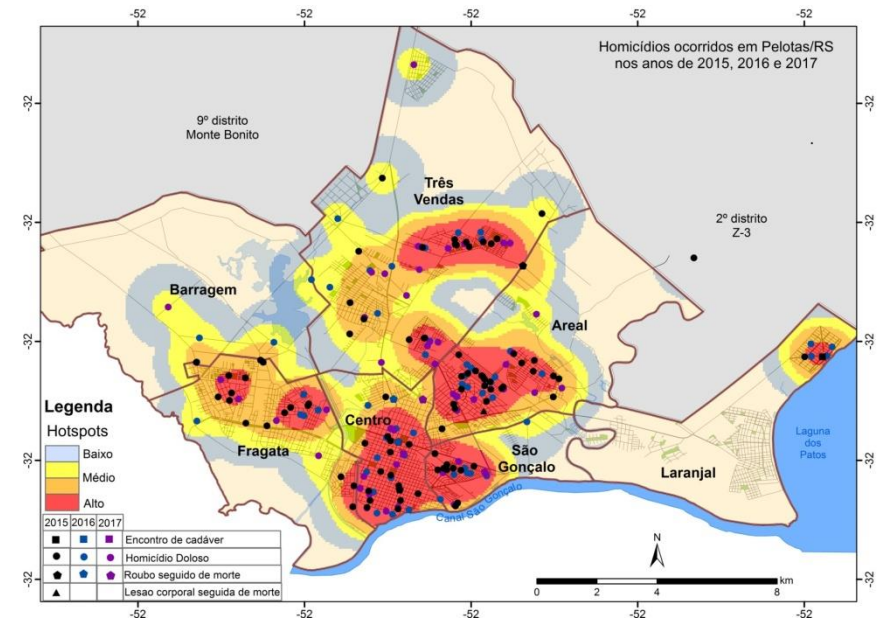 -52 -52 -52 -52 -52
Homicídios ocorridos em Pelotas/RS
nos anos de 2015, 2016 e 2017
-32 -32
9º distrito
Monte Bonito
Três
Vendas
-32 -32
2º distrito
Z-3
Barragem
Areal
-32 -32
Legenda
Hotspots
Baixo
Médio
Alto
Centro
Fragata
São
Gonçalo
Laranjal
Laguna
dos
Patos
-32 -32
Canal São Gonçalo
2015 2016 2017
Encontro de cadáver
Homicídio Doloso
Roubo seguido de morte
Lesao corporal seguida de morte
N
km
0 2 4 8
-32 -32
-52 -52 -52 -52 -52